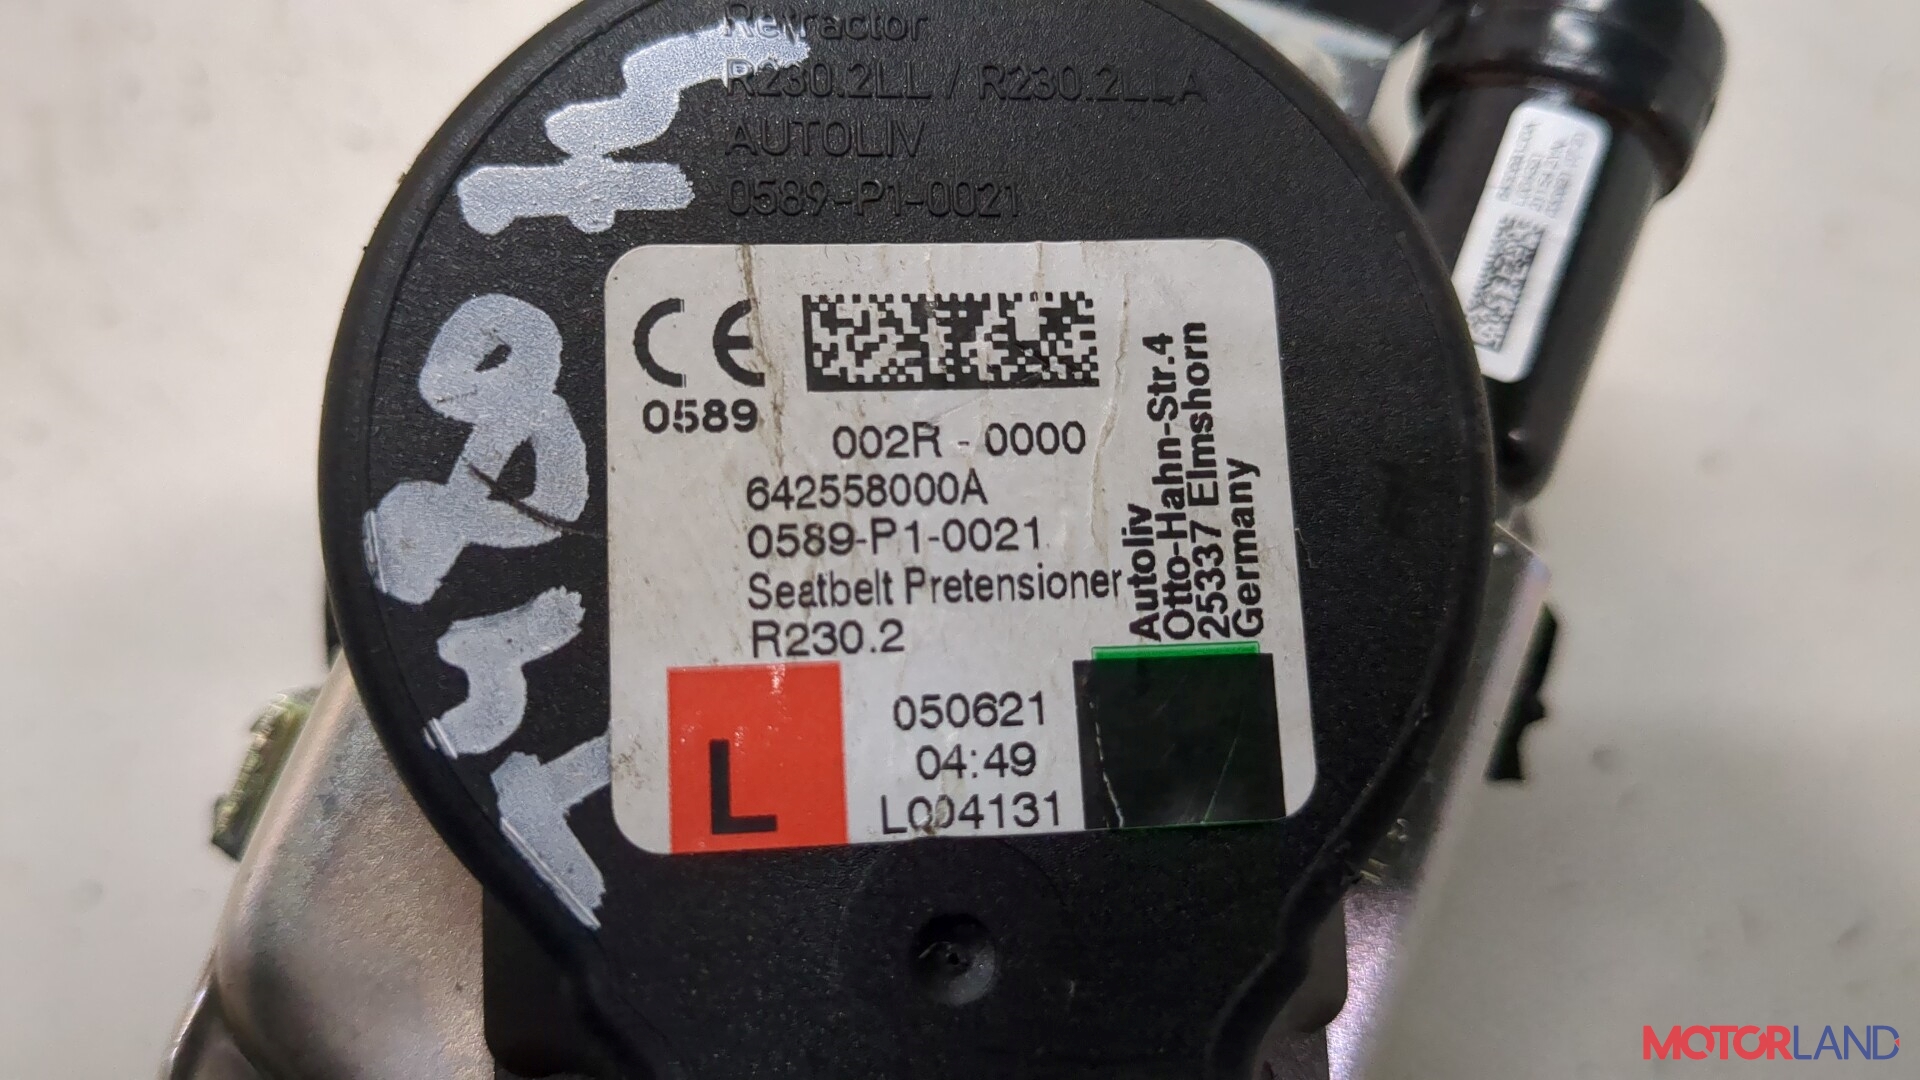 Retractor
R230.2LL / R230.2LLA
AUTOLIV
0589-P1-0021
CE
0589
002R - 0000
642558000A
0589-P1-0021
Seatbelt Pretensioner
R230.2
L
050621
04:49
L004131
Autoliv
Otto-Hahn-Str.4
25337 Elmshorn
Germany
MOTORLAND